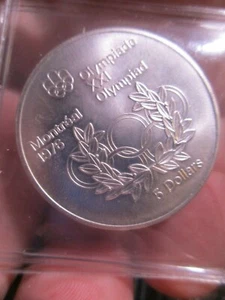 Olympiade
XXI
Olympiad
Montréal
1976
5 Dollars